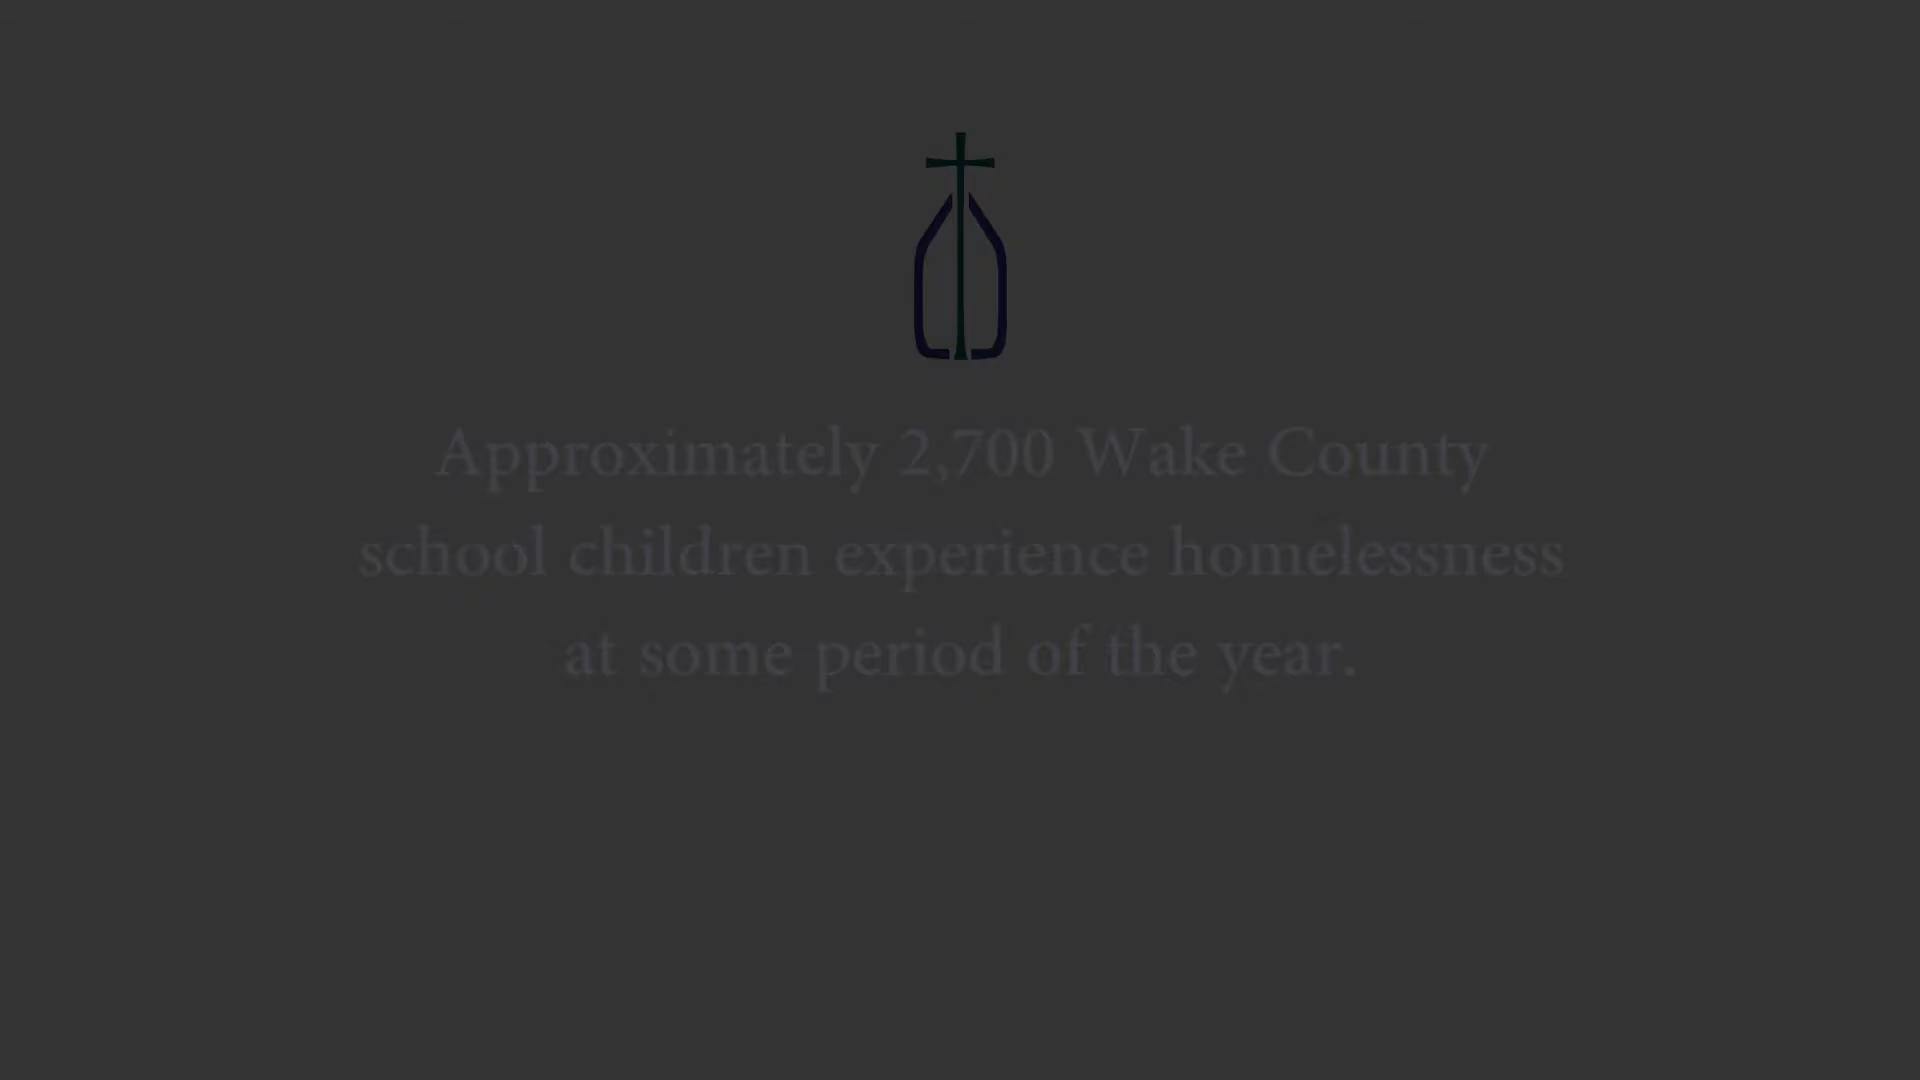 Approximately 2,700 Wake County
school children experience homelessness
at some period of the year.